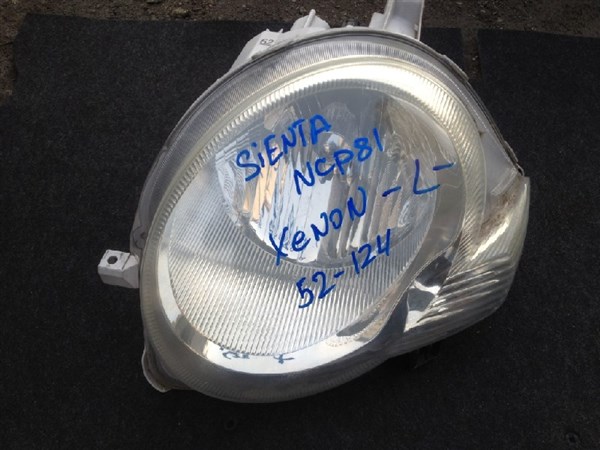 SiENTA
NCP81
XeNON -L-
52-124